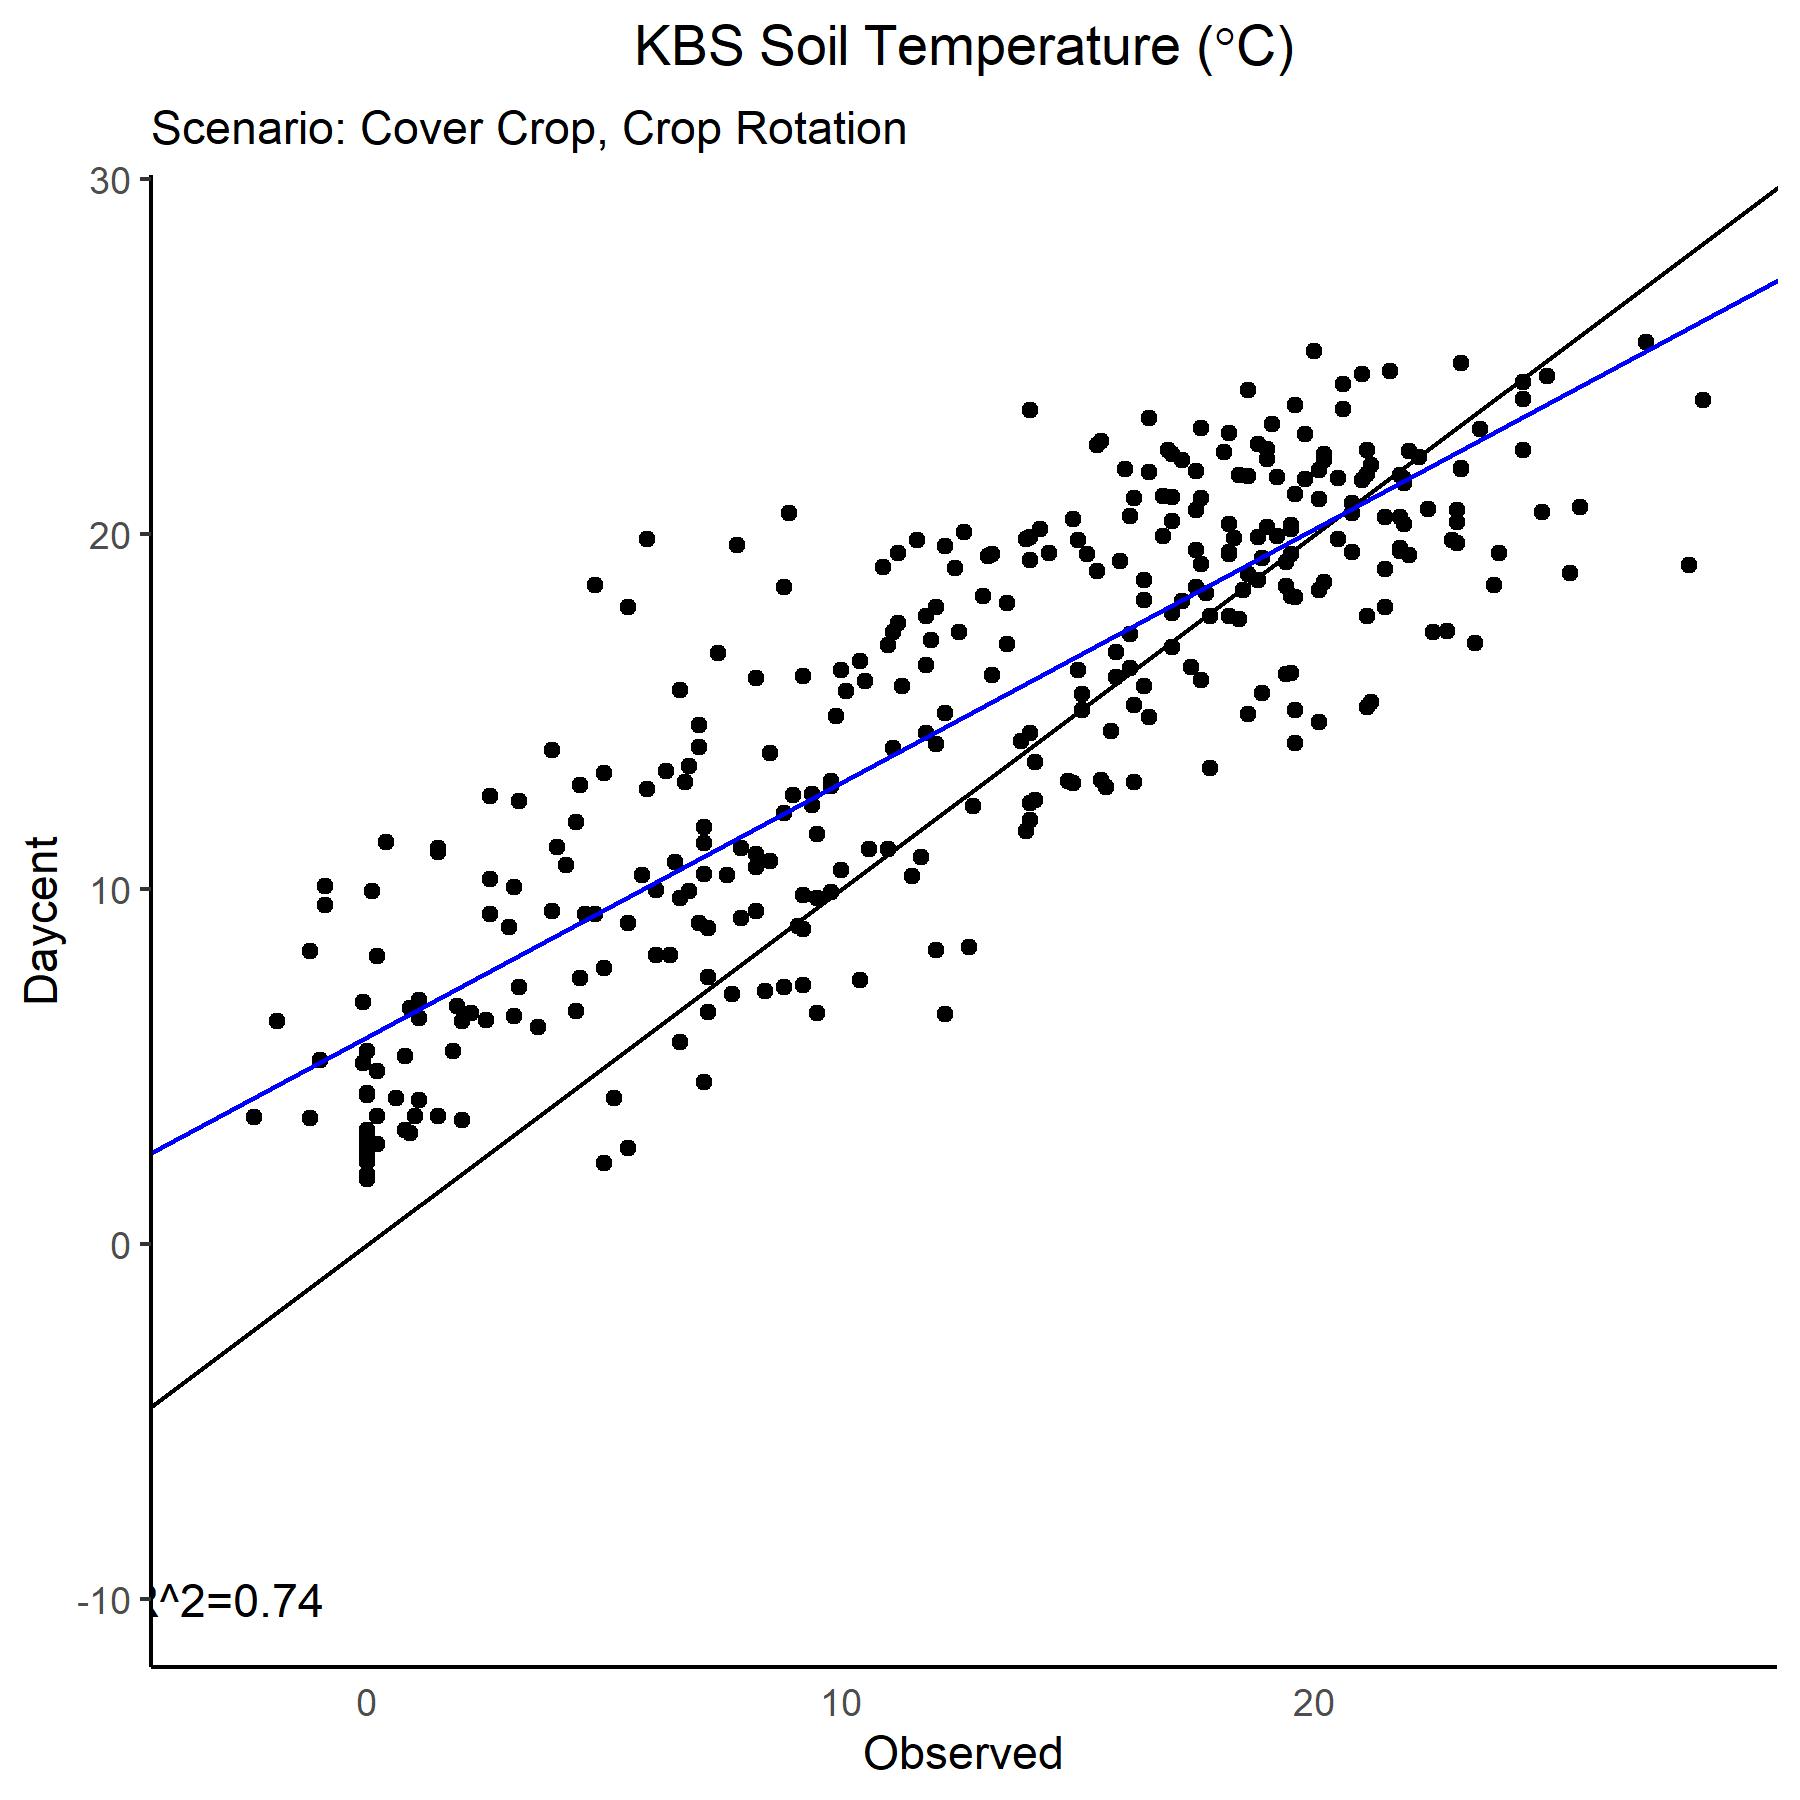 KBS Soil Temperature (°C)
Scenario: Cover Crop, Crop Rotation
30
20
10
0
-10
^2=0.74
Daycent
0
10
20
Observed